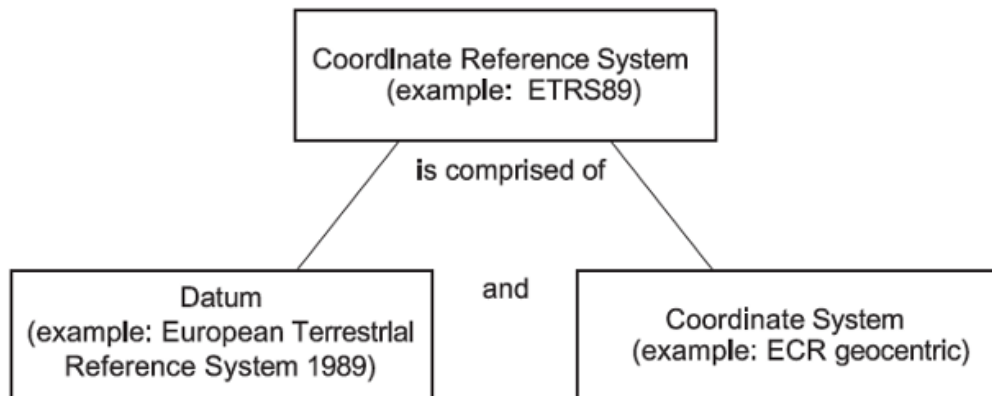 Coordinate Reference System
(example: ETRS89)
is comprised of
Datum
(example: European Terrestrial
Reference System 1989)
and
Coordinate System
(example: ECR geocentric)